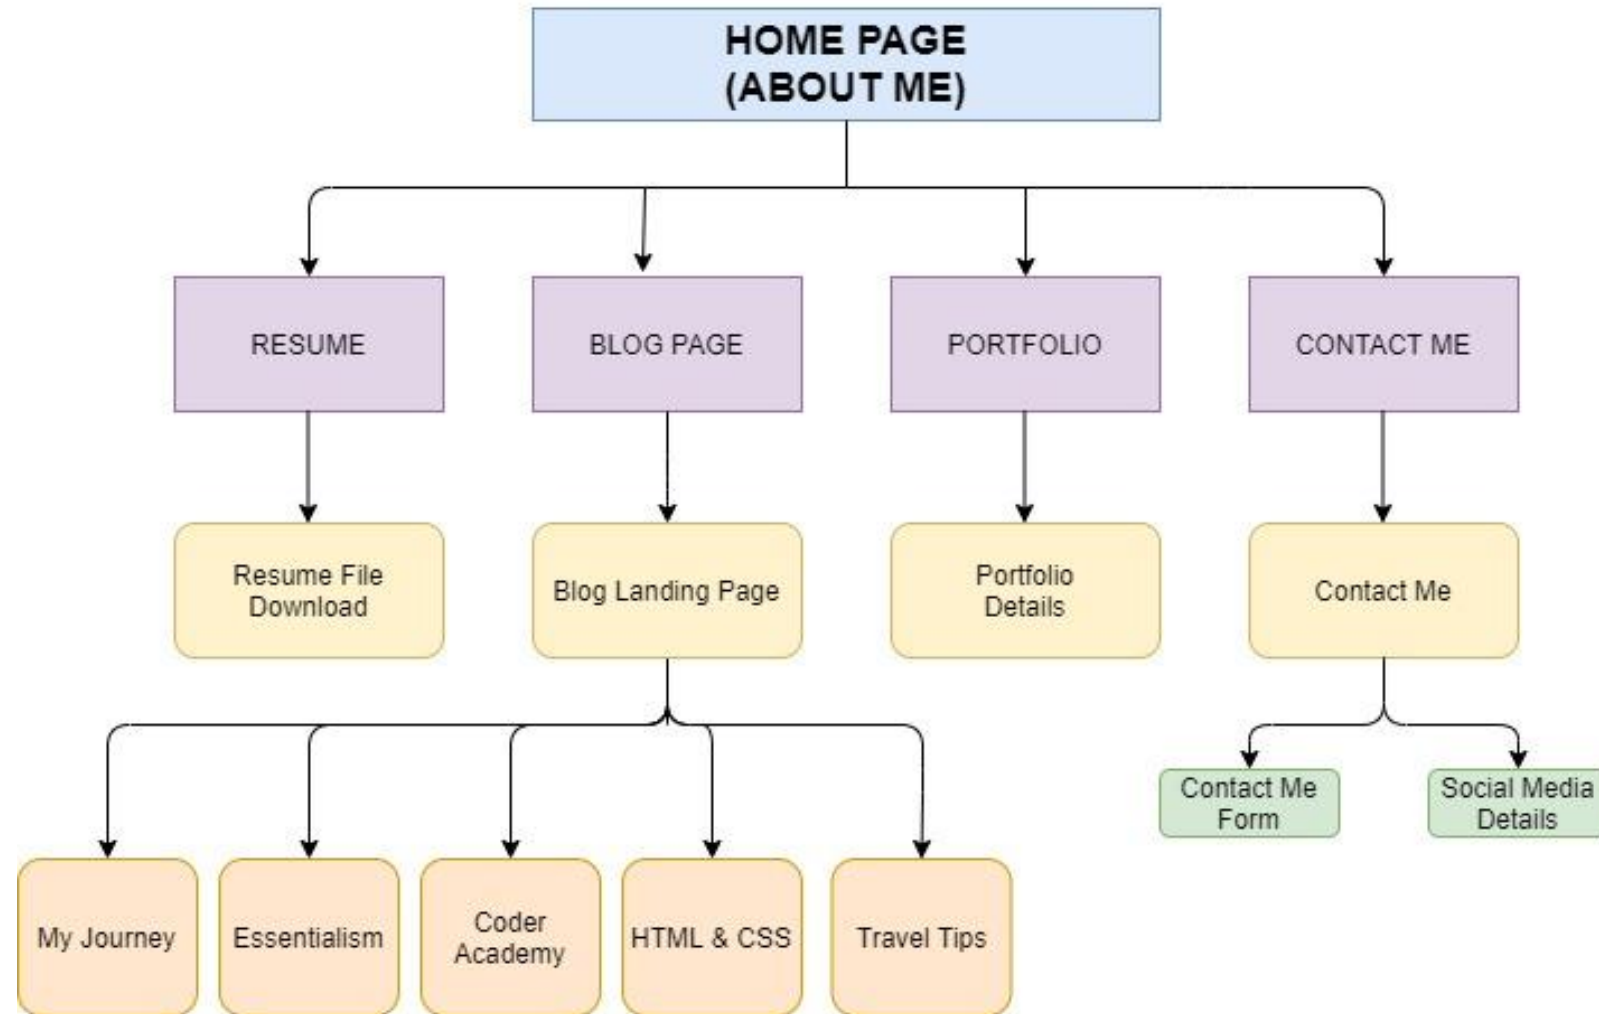 HOME PAGE
(ABOUT ME)
RESUME
BLOG PAGE
PORTFOLIO
CONTACT ME
Resume File
Download
Blog Landing Page
Portfolio
Details
Contact Me
Contact Me
Form
Social Media
Details
My Journey
Essentialism
Coder
Academy
HTML & CSS
Travel Tips